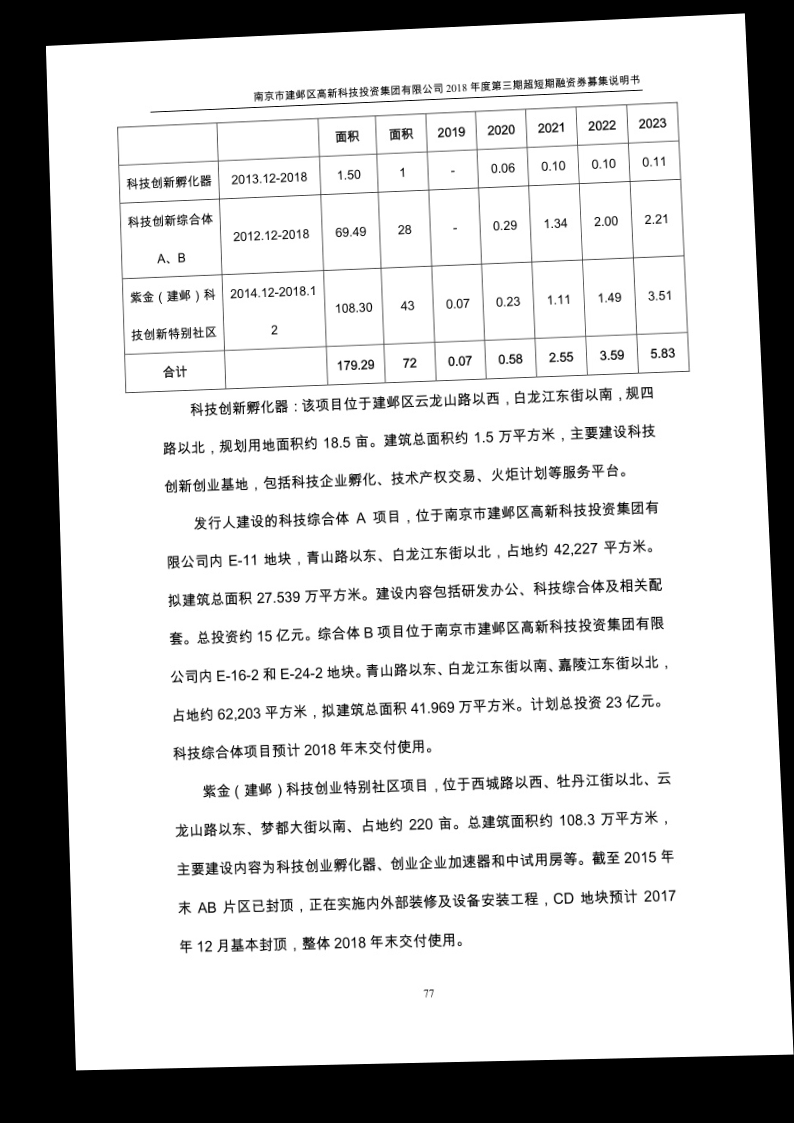 南京市建邺区高新科技投资集团有限公司 2018 年度第三期超短期融资券募集说明书
面积 面积 2019 2020 2021 2022 2023
科技创新孵化器 2013.12-2018 1.50 1 - 0.06 0.10 0.10 0.11
科技创新综合体
A、B 2012.12-2018 69.49 28 - 0.29 1.34 2.00 2.21
紫金（建邺）科 2014.12-2018.1
技创新特别社区 2 108.30 43 0.07 0.23 1.11 1.49 3.51
合计 179.29 72 0.07 0.58 2.55 3.59 5.83
科技创新孵化器：该项目位于建邺区云龙山路以西，白龙江东街以南，规四
路以北，规划用地面积约 18.5 亩。建筑总面积约 1.5 万平方米，主要建设科技
创新创业基地，包括科技企业孵化、技术产权交易、火炬计划等服务平台。
发行人建设的科技综合体 A 项目，位于南京市建邺区高新科技投资集团有
限公司内 E-11 地块，青山路以东、白龙江东街以北，占地约 42,227 平方米。
拟建筑总面积 27.539 万平方米。建设内容包括研发办公、科技综合体及相关配
套。总投资约 15 亿元。综合体 B 项目位于南京市建邺区高新科技投资集团有限
公司内 E-16-2 和 E-24-2 地块。青山路以东、白龙江东街以南、嘉陵江东街以北，
占地约 62,203 平方米，拟建筑总面积 41.969 万平方米。计划总投资 23 亿元。
科技综合体项目预计 2018 年末交付使用。
紫金（建邺）科技创业特别社区项目，位于西城路以西、牡丹江街以北、云
龙山路以东、梦都大街以南、占地约 220 亩。总建筑面积约 108.3 万平方米，
主要建设内容为科技创业孵化器、创业企业加速器和中试用房等。截至 2015 年
末 AB 片区已封顶，正在实施内外部装修及设备安装工程，CD 地块预计 2017
年 12 月基本封顶，整体 2018 年末交付使用。
77